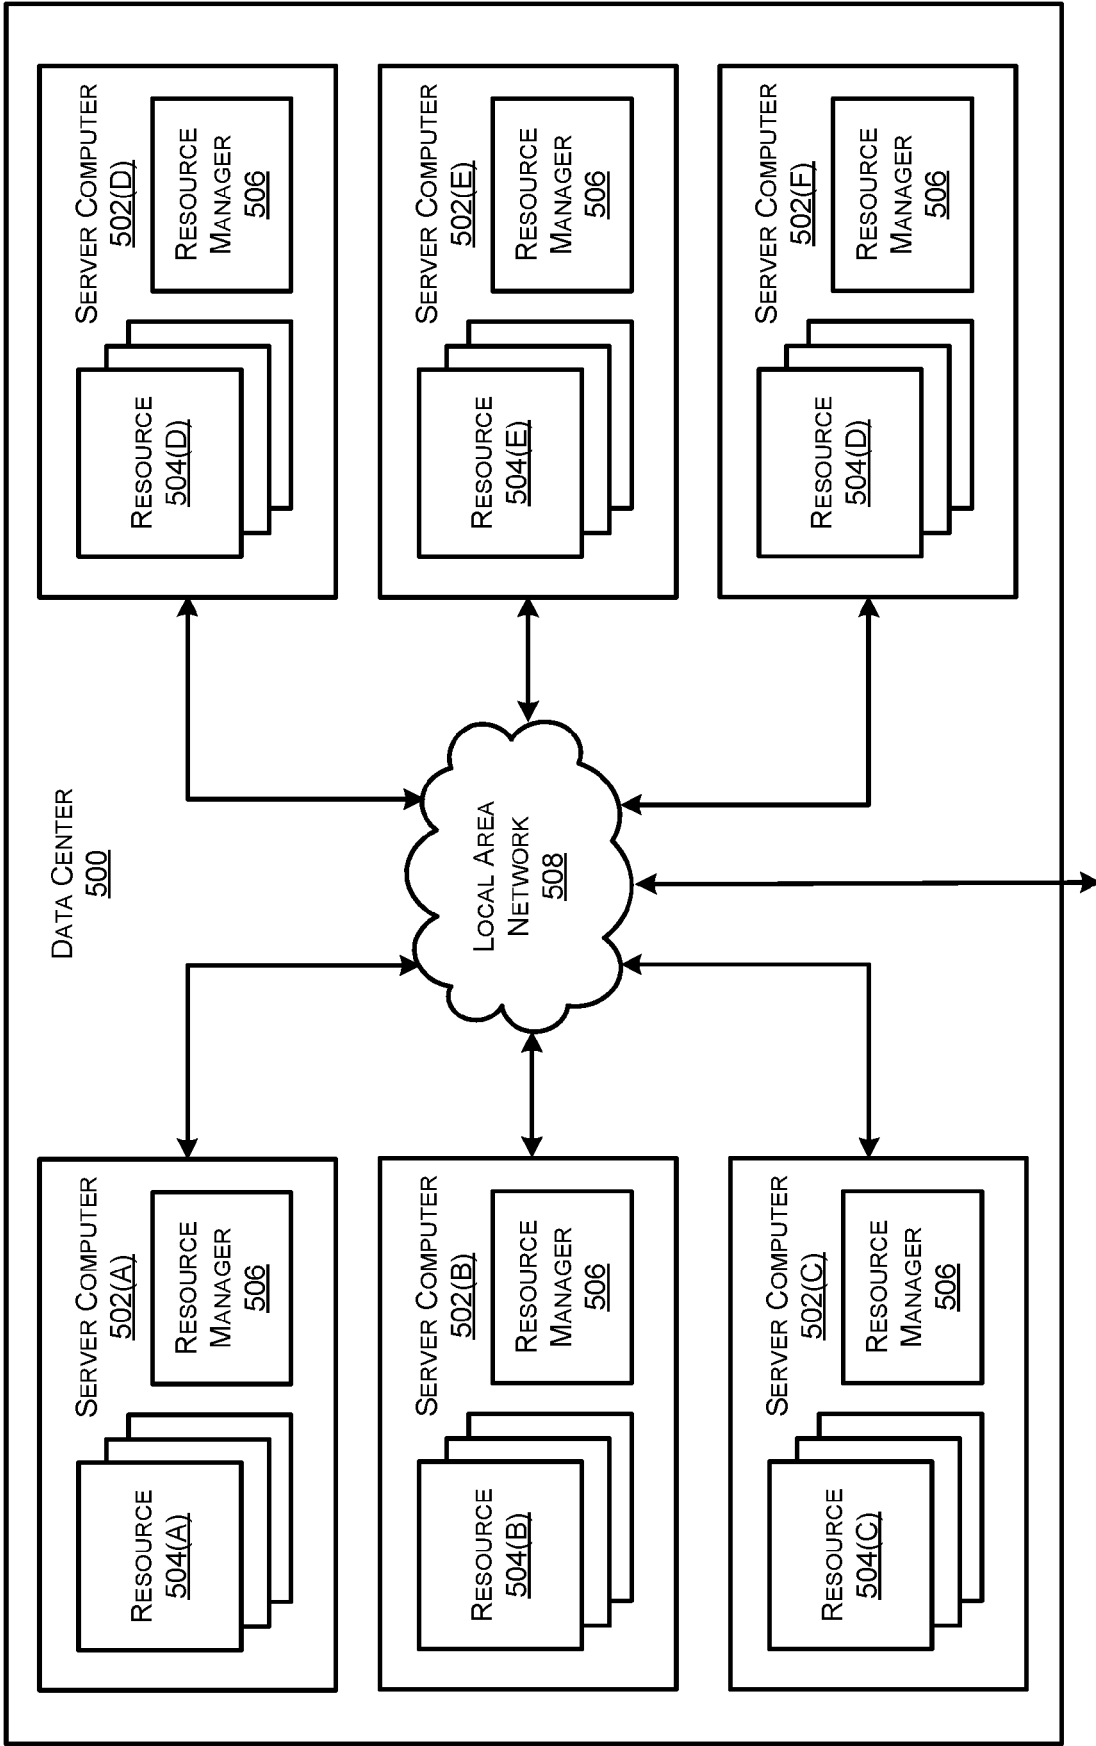 DATA CENTER
500
SERVER COMPUTER
502(A)
RESOURCE
504(A)
RESOURCE
MANAGER
506
SERVER COMPUTER
502(B)
RESOURCE
504(B)
RESOURCE
MANAGER
506
SERVER COMPUTER
502(C)
RESOURCE
504(C)
RESOURCE
MANAGER
506
LOCAL AREA
NETWORK
508
SERVER COMPUTER
502(D)
RESOURCE
504(D)
RESOURCE
MANAGER
506
SERVER COMPUTER
502(E)
RESOURCE
504(E)
RESOURCE
MANAGER
506
SERVER COMPUTER
502(F)
RESOURCE
504(D)
RESOURCE
MANAGER
506